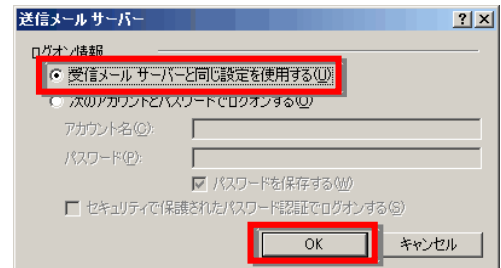 送信メール サーバー
ログオン情報
受信メール サーバーと同じ設定を使用する(U)
次のアカウントとパスワードでログオンする(O)
アカウント名(C):
パスワード(P):
パスワードを保存する(W)
セキュリティで保護されたパスワード認証でログオンする(S)
OK キャンセル